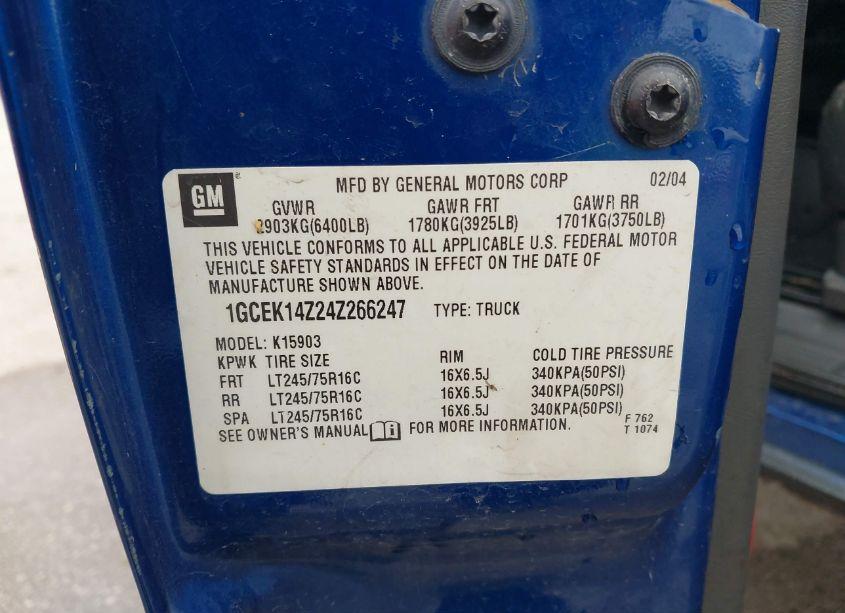 GM
MFD BY GENERAL MOTORS CORP 02/04
GVWR GAWR FRT GAWR RR
2903KG(6400LB) 1780KG(3925LB) 1701KG(3750LB)
THIS VEHICLE CONFORMS TO ALL APPLICABLE U.S. FEDERAL MOTOR
VEHICLE SAFETY STANDARDS IN EFFECT ON THE DATE OF
MANUFACTURE SHOWN ABOVE.
1GCEK14Z24Z266247 TYPE: TRUCK
MODEL: K15903
KPWK TIRE SIZE RIM COLD TIRE PRESSURE
FRT LT245/75R16C 16X6.5J 340KPA(50PSI)
RR LT245/75R16C 16X6.5J 340KPA(50PSI)
SPA LT245/75R16C 16X6.5J 340KPA(50PSI)
SEE OWNER'S MANUAL i FOR MORE INFORMATION.
F 762
T 1074